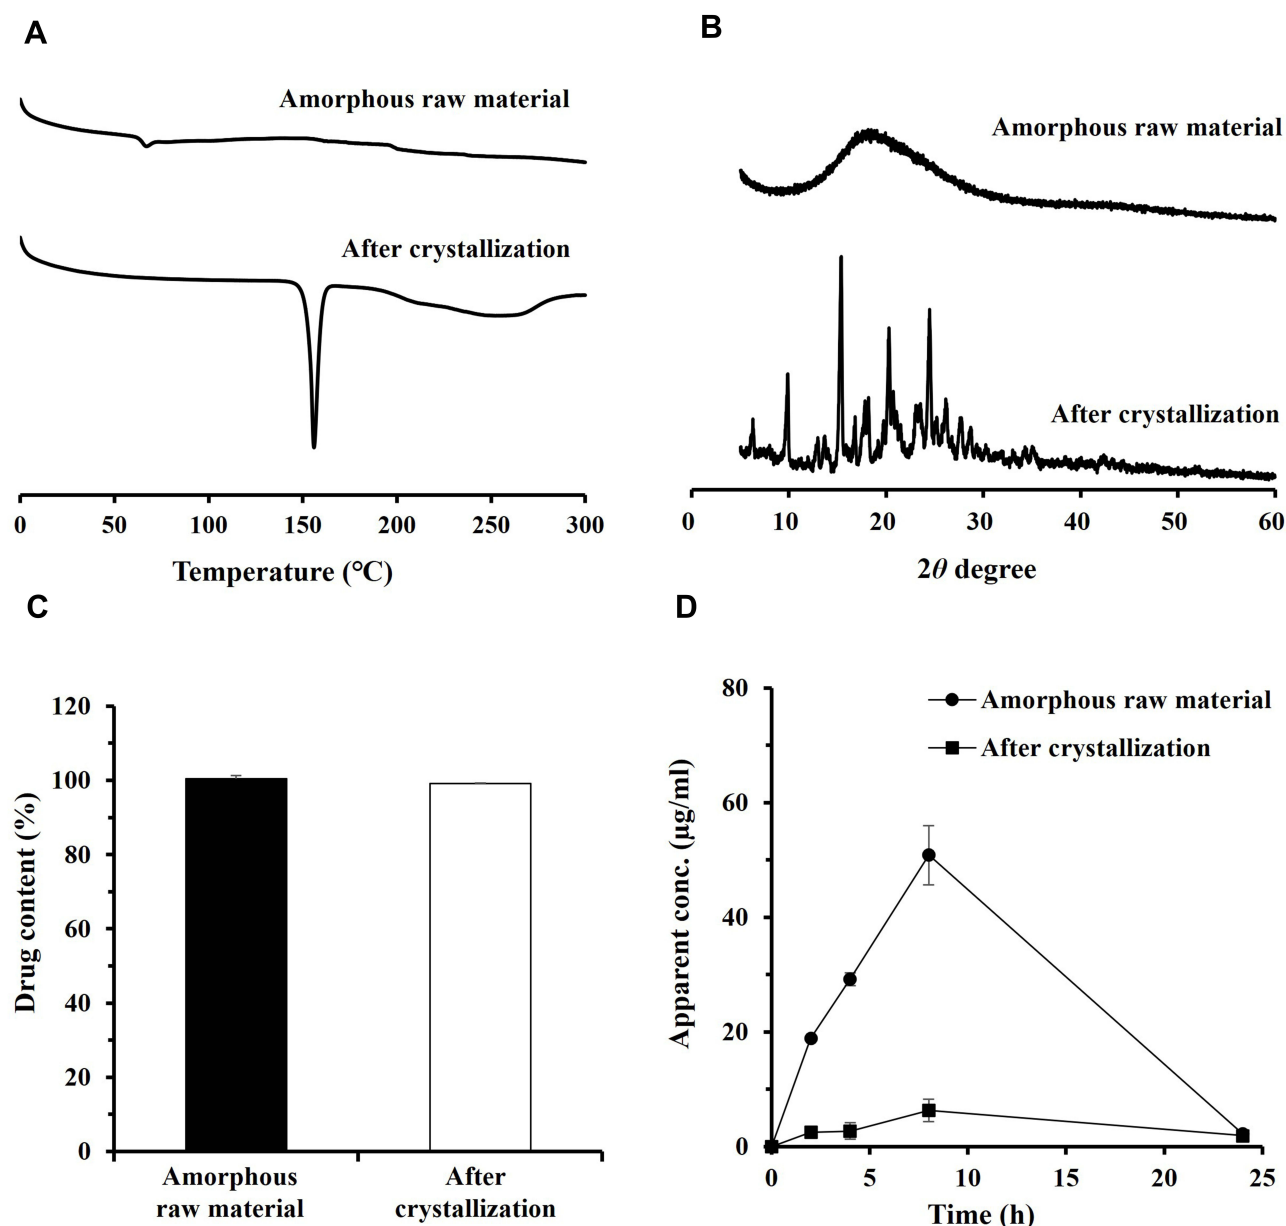 A
Amorphous raw material
After crystallization
0 50 100 150 200 250 300
Temperature (°C)
B
Amorphous raw material
After crystallization
0 10 20 30 40 50 60
2θ degree
C
Drug content (%)
120
100
80
60
40
20
0
Amorphous
raw material
After
crystallization
D
Apparent conc. (μg/ml)
80
60
40
20
0
Amorphous raw material
After crystallization
0 5 10 15 20 25
Time (h)